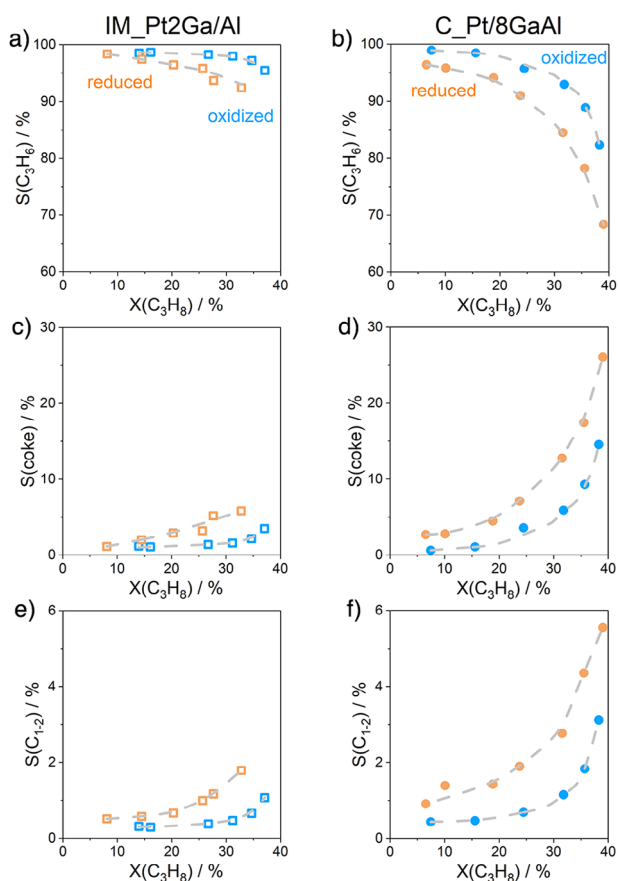 IM_Pt2Ga/Al
C_Pt/8GaAl
a)
100
90
80
70
60
S(C₃H₆) / %
reduced
oxidized
0 10 20 30 40
X(C₃H₈) / %
b)
100
90
80
70
60
S(C₃H₆) / %
oxidized
reduced
0 10 20 30 40
X(C₃H₈) / %
c)
30
20
10
0
S(coke) / %
0 10 20 30 40
X(C₃H₈) / %
d)
30
20
10
0
S(coke) / %
0 10 20 30 40
X(C₃H₈) / %
e)
6
4
2
0
S(C₁₋₂) / %
0 10 20 30 40
X(C₃H₈) / %
f)
6
4
2
0
S(C₁₋₂) / %
0 10 20 30 40
X(C₃H₈) / %